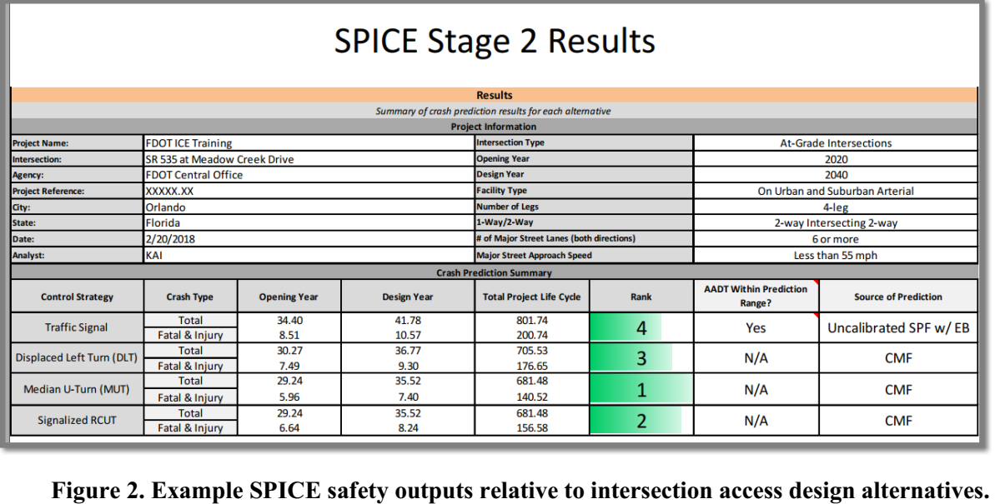 SPICE Stage 2 Results
Results
Summary of crash prediction results for each alternative
Project Information
Project Name: FDOT ICE Training Intersection Type At-Grade Intersections
Intersection: SR 535 at Meadow Creek Drive Opening Year 2020
Agency: FDOT Central Office Design Year 2040
Project Reference: XXXXX.XX Facility Type On Urban and Suburban Arterial
City: Orlando Number of Legs 4-leg
State: Florida 1-Way/2-Way 2-way Intersecting 2-way
Date: 2/20/2018 # of Major Street Lanes (both directions) 6 or more
Analyst: KAI Major Street Approach Speed Less than 55 mph
Crash Prediction Summary
Control Strategy Crash Type Opening Year Design Year Total Project Life Cycle Rank AADT Within Prediction Range? Source of Prediction
Traffic Signal Total 34.40 41.78 801.74 4 Yes Uncalibrated SPF w/ EB
Fatal & Injury 8.51 10.57 200.74
Displaced Left Turn (DLT) Total 30.27 36.77 705.53 3 N/A CMF
Fatal & Injury 7.49 9.30 176.65
Median U-Turn (MUT) Total 29.24 35.52 681.48 1 N/A CMF
Fatal & Injury 5.96 7.40 140.52
Signalized RCUT Total 29.24 35.52 681.48 2 N/A CMF
Fatal & Injury 6.64 8.24 156.58
Figure 2. Example SPICE safety outputs relative to intersection access design alternatives.